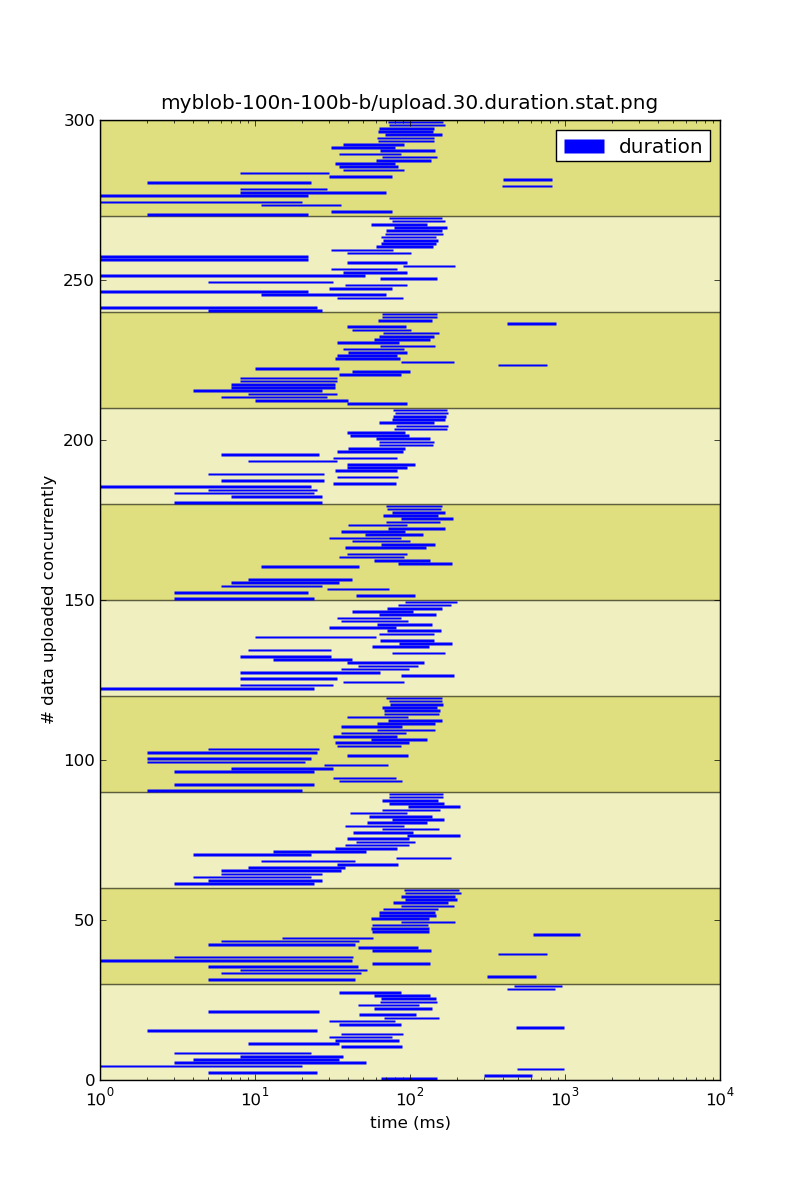 myblob-100n-100b-b/upload.30.duration.stat.png
duration
# data uploaded concurrently
300
250
200
150
100
50
0
10^0 10^1 10^2 10^3 10^4
time (ms)